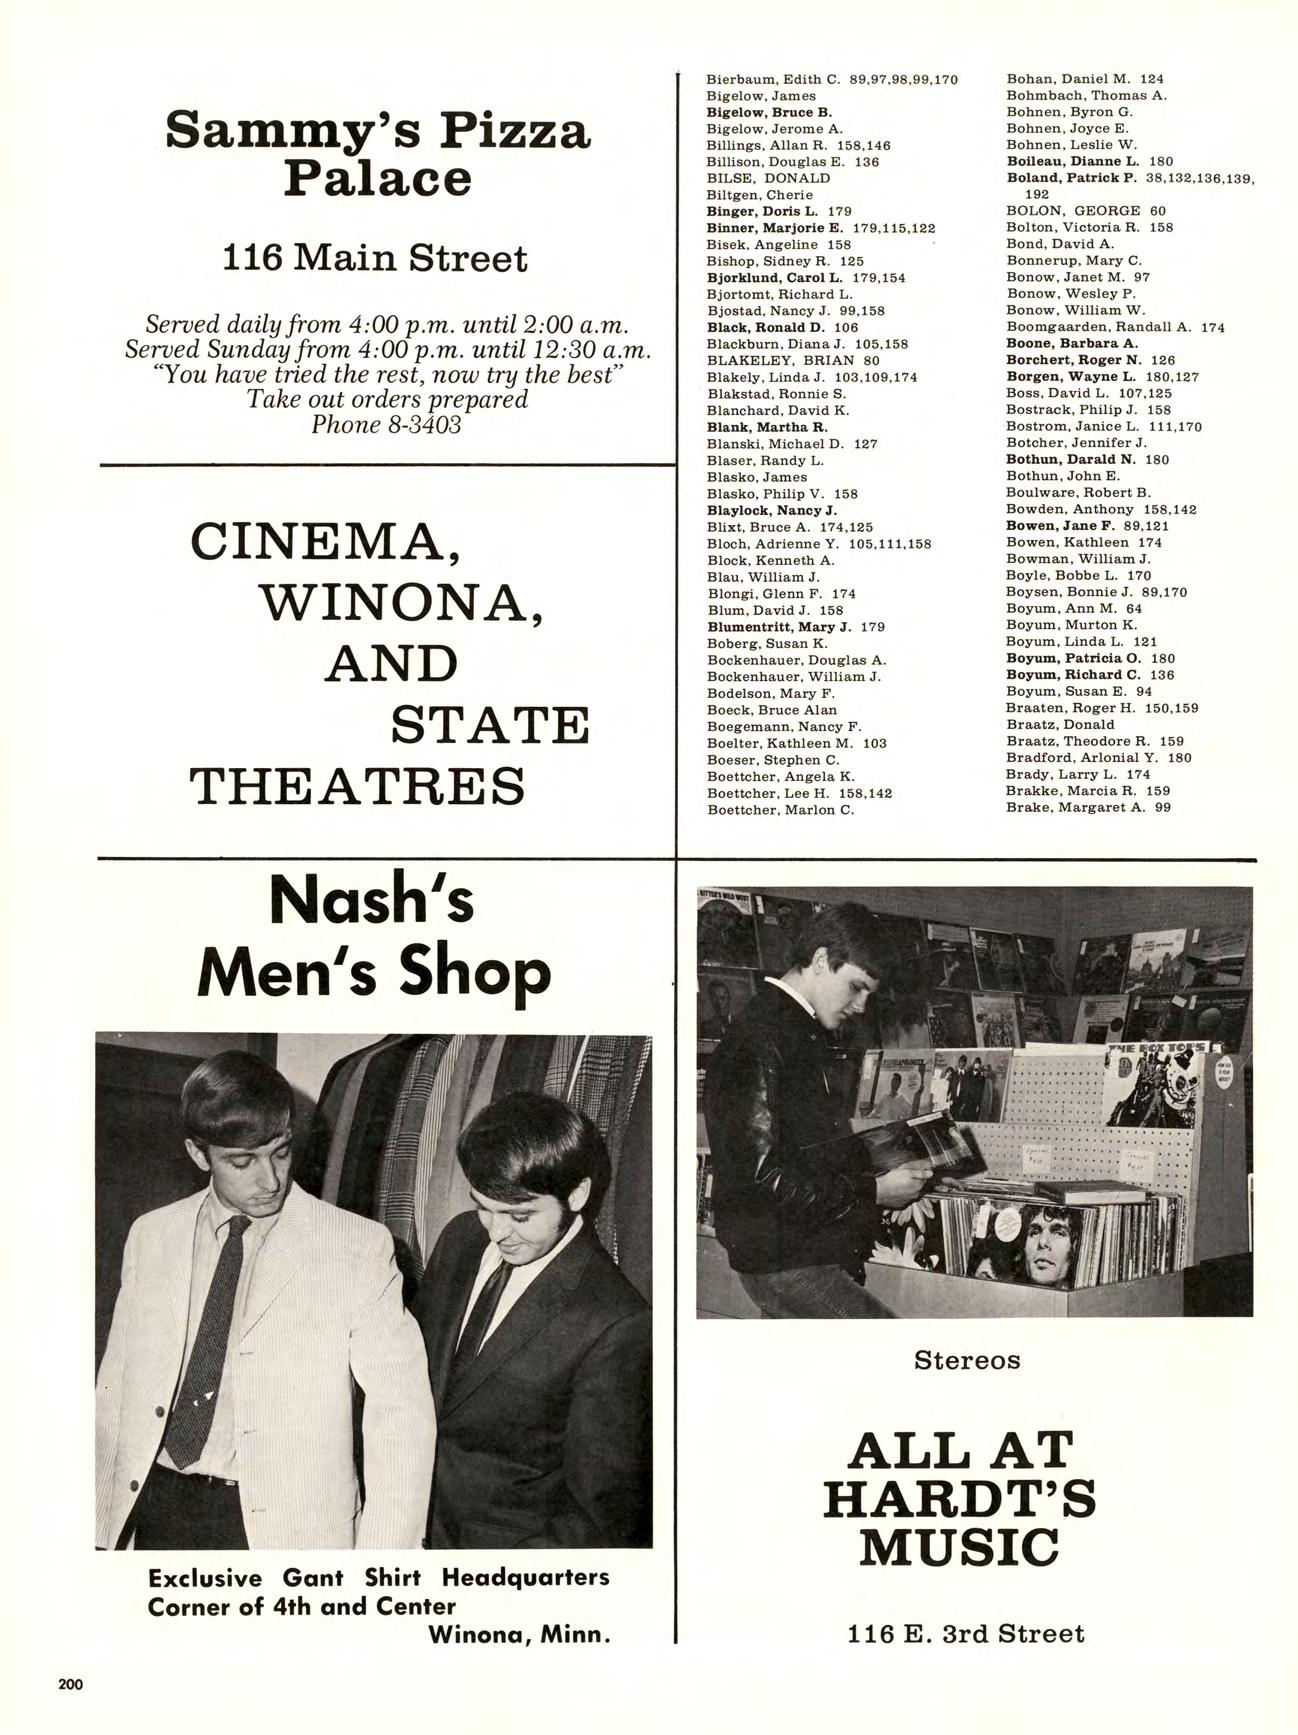 Sammy's Pizza
Palace
116 Main Street
Served daily from 4:00 p.m. until 2:00 a.m.
Served Sunday from 4:00 p.m. until 12:30 a.m.
"You have tried the rest, now try the best"
Take out orders prepared
Phone 8-3403
CINEMA,
WINONA,
AND
STATE
THEATRES
Nash's
Men's Shop
Exclusive Gant Shirt Headquarters
Corner of 4th and Center
Winona, Minn.
200
Bierbaum, Edith C. 89,97,98,99,170
Bigelow, James
Bigelow, Bruce B.
Bigelow, Jerome A.
Billings, Allan R. 158,146
Billison, Douglas E. 136
BILSE, DONALD
Biltgen, Cherie
Binger, Doris L. 179
Binner, Marjorie E. 179,115,122
Bisek, Angeline 158
Bishop, Sidney R. 125
Bjorklund, Carol L. 179,154
Bjortomt, Richard L.
Bjostad, Nancy J. 99,158
Black, Ronald D. 106
Blackburn, Diana J. 105,158
BLAKELEY, BRIAN 80
Blakely, Linda J. 103,109,174
Blakstad, Ronnie S.
Blanchard, David K.
Blank, Martha R.
Blanski, Michael D. 127
Blaser, Randy L.
Blasko, James
Blasko, Philip V. 158
Blaylock, Nancy J.
Blixt, Bruce A. 174,125
Bloch, Adrienne Y. 105,111,158
Block, Kenneth A.
Blau, William J.
Blongi, Glenn F. 174
Blum, David J. 158
Blumentritt, Mary J. 179
Boberg, Susan K.
Bockenhauer, Douglas A.
Bockenhauer, William J.
Bodelson, Mary F.
Boeck, Bruce Alan
Boegemann, Nancy F.
Boelter, Kathleen M. 103
Boeser, Stephen C.
Boettcher, Angela K.
Boettcher, Lee H. 158,142
Boettcher, Marlon C.
Bohan, Daniel M. 124
Bohmbach, Thomas A.
Bohnen, Byron G.
Bohnen, Joyce E.
Bohnen, Leslie W.
Boileau, Dianne L. 180
Boland, Patrick P. 38,132,136,139,
192
BOLON, GEORGE 60
Bolton, Victoria R. 158
Bond, David A.
Bonnerup, Mary C.
Bonow, Janet M. 97
Bonow, Wesley P.
Bonow, William W.
Boomgaarden, Randall A. 174
Boone, Barbara A.
Borchert, Roger N. 126
Borgen, Wayne L. 180,127
Boss, David L. 107,125
Bostrack, Philip J. 158
Bostrom, Janice L. 111,170
Botcher, Jennifer J.
Bothun, Darald N. 180
Bothun, John E.
Boulware, Robert B.
Bowden, Anthony 158,142
Bowen, Jane F. 89,121
Bowen, Kathleen 174
Bowman, William J.
Boyle, Bobbe L. 170
Boysen, Bonnie J. 89,170
Boyum, Ann M. 64
Boyum, Murton K.
Boyum, Linda L. 121
Boyum, Patricia O. 180
Boyum, Richard C. 136
Boyum, Susan E. 94
Braaten, Roger H. 150,159
Braatz, Donald
Braatz, Theodore R. 159
Bradford, Arlonial Y. 180
Brady, Larry L. 174
Brakke, Marcia R. 159
Brake, Margaret A. 99
RITTER'S WILD WEST
THE BOX TOPS
Special
Special
Stereos
ALL AT
HARDT'S
MUSIC
116 E. 3rd Street